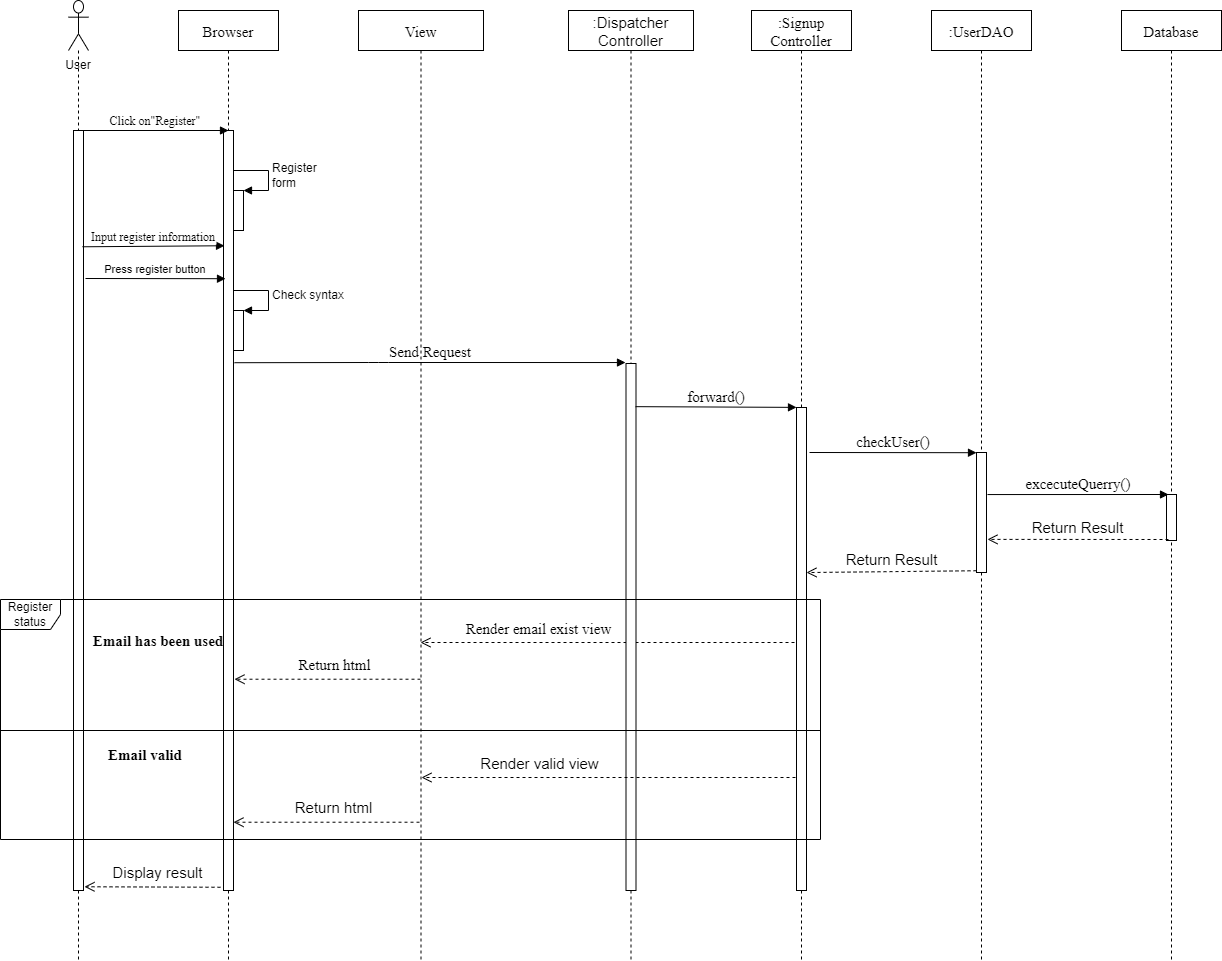 User
Browser
View
:Dispatcher
Controller
:Signup
Controller
:UserDAO
Database
Click on"Register"
Register
form
Input register information
Press register button
Check syntax
Send Request
forward()
checkUser()
excecuteQuerry()
Return Result
Return Result
Register
status
Email has been used
Render email exist view
Return html
Email valid
Render valid view
Return html
Display result